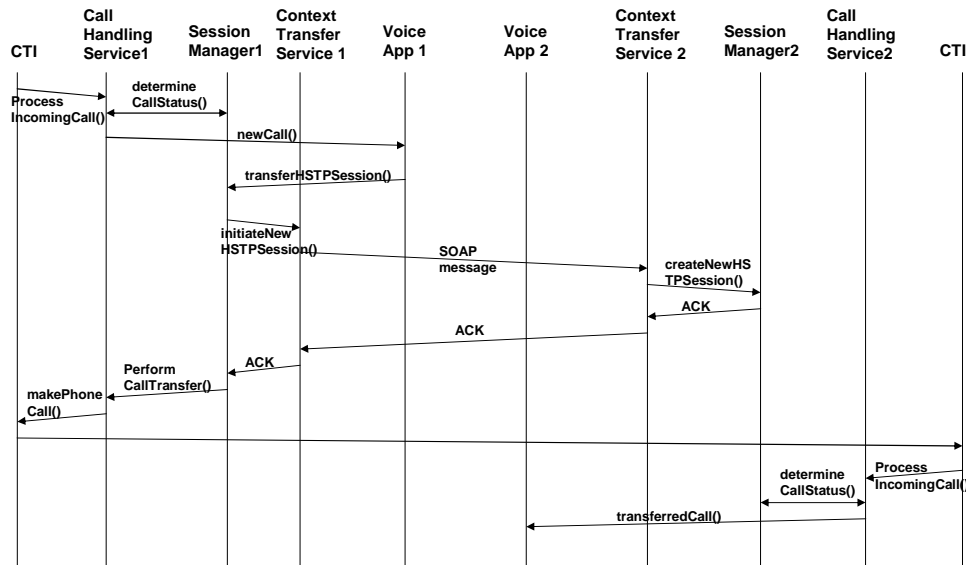 CTI
Call
Handling
Service1
Session
Manager1
Context
Transfer
Service 1
Voice
App 1
Voice
App 2
Context
Transfer
Service 2
Session
Manager2
Call
Handling
Service2
CTI
Process
IncomingCall()
determine
CallStatus()
newCall()
transferHSTPSession()
initiateNew
HSTPSession()
SOAP
message
createNewHS
TPSession()
ACK
ACK
ACK
Perform
CallTransfer()
makePhone
Call()
Process
IncomingCall()
determine
CallStatus()
transferredCall()